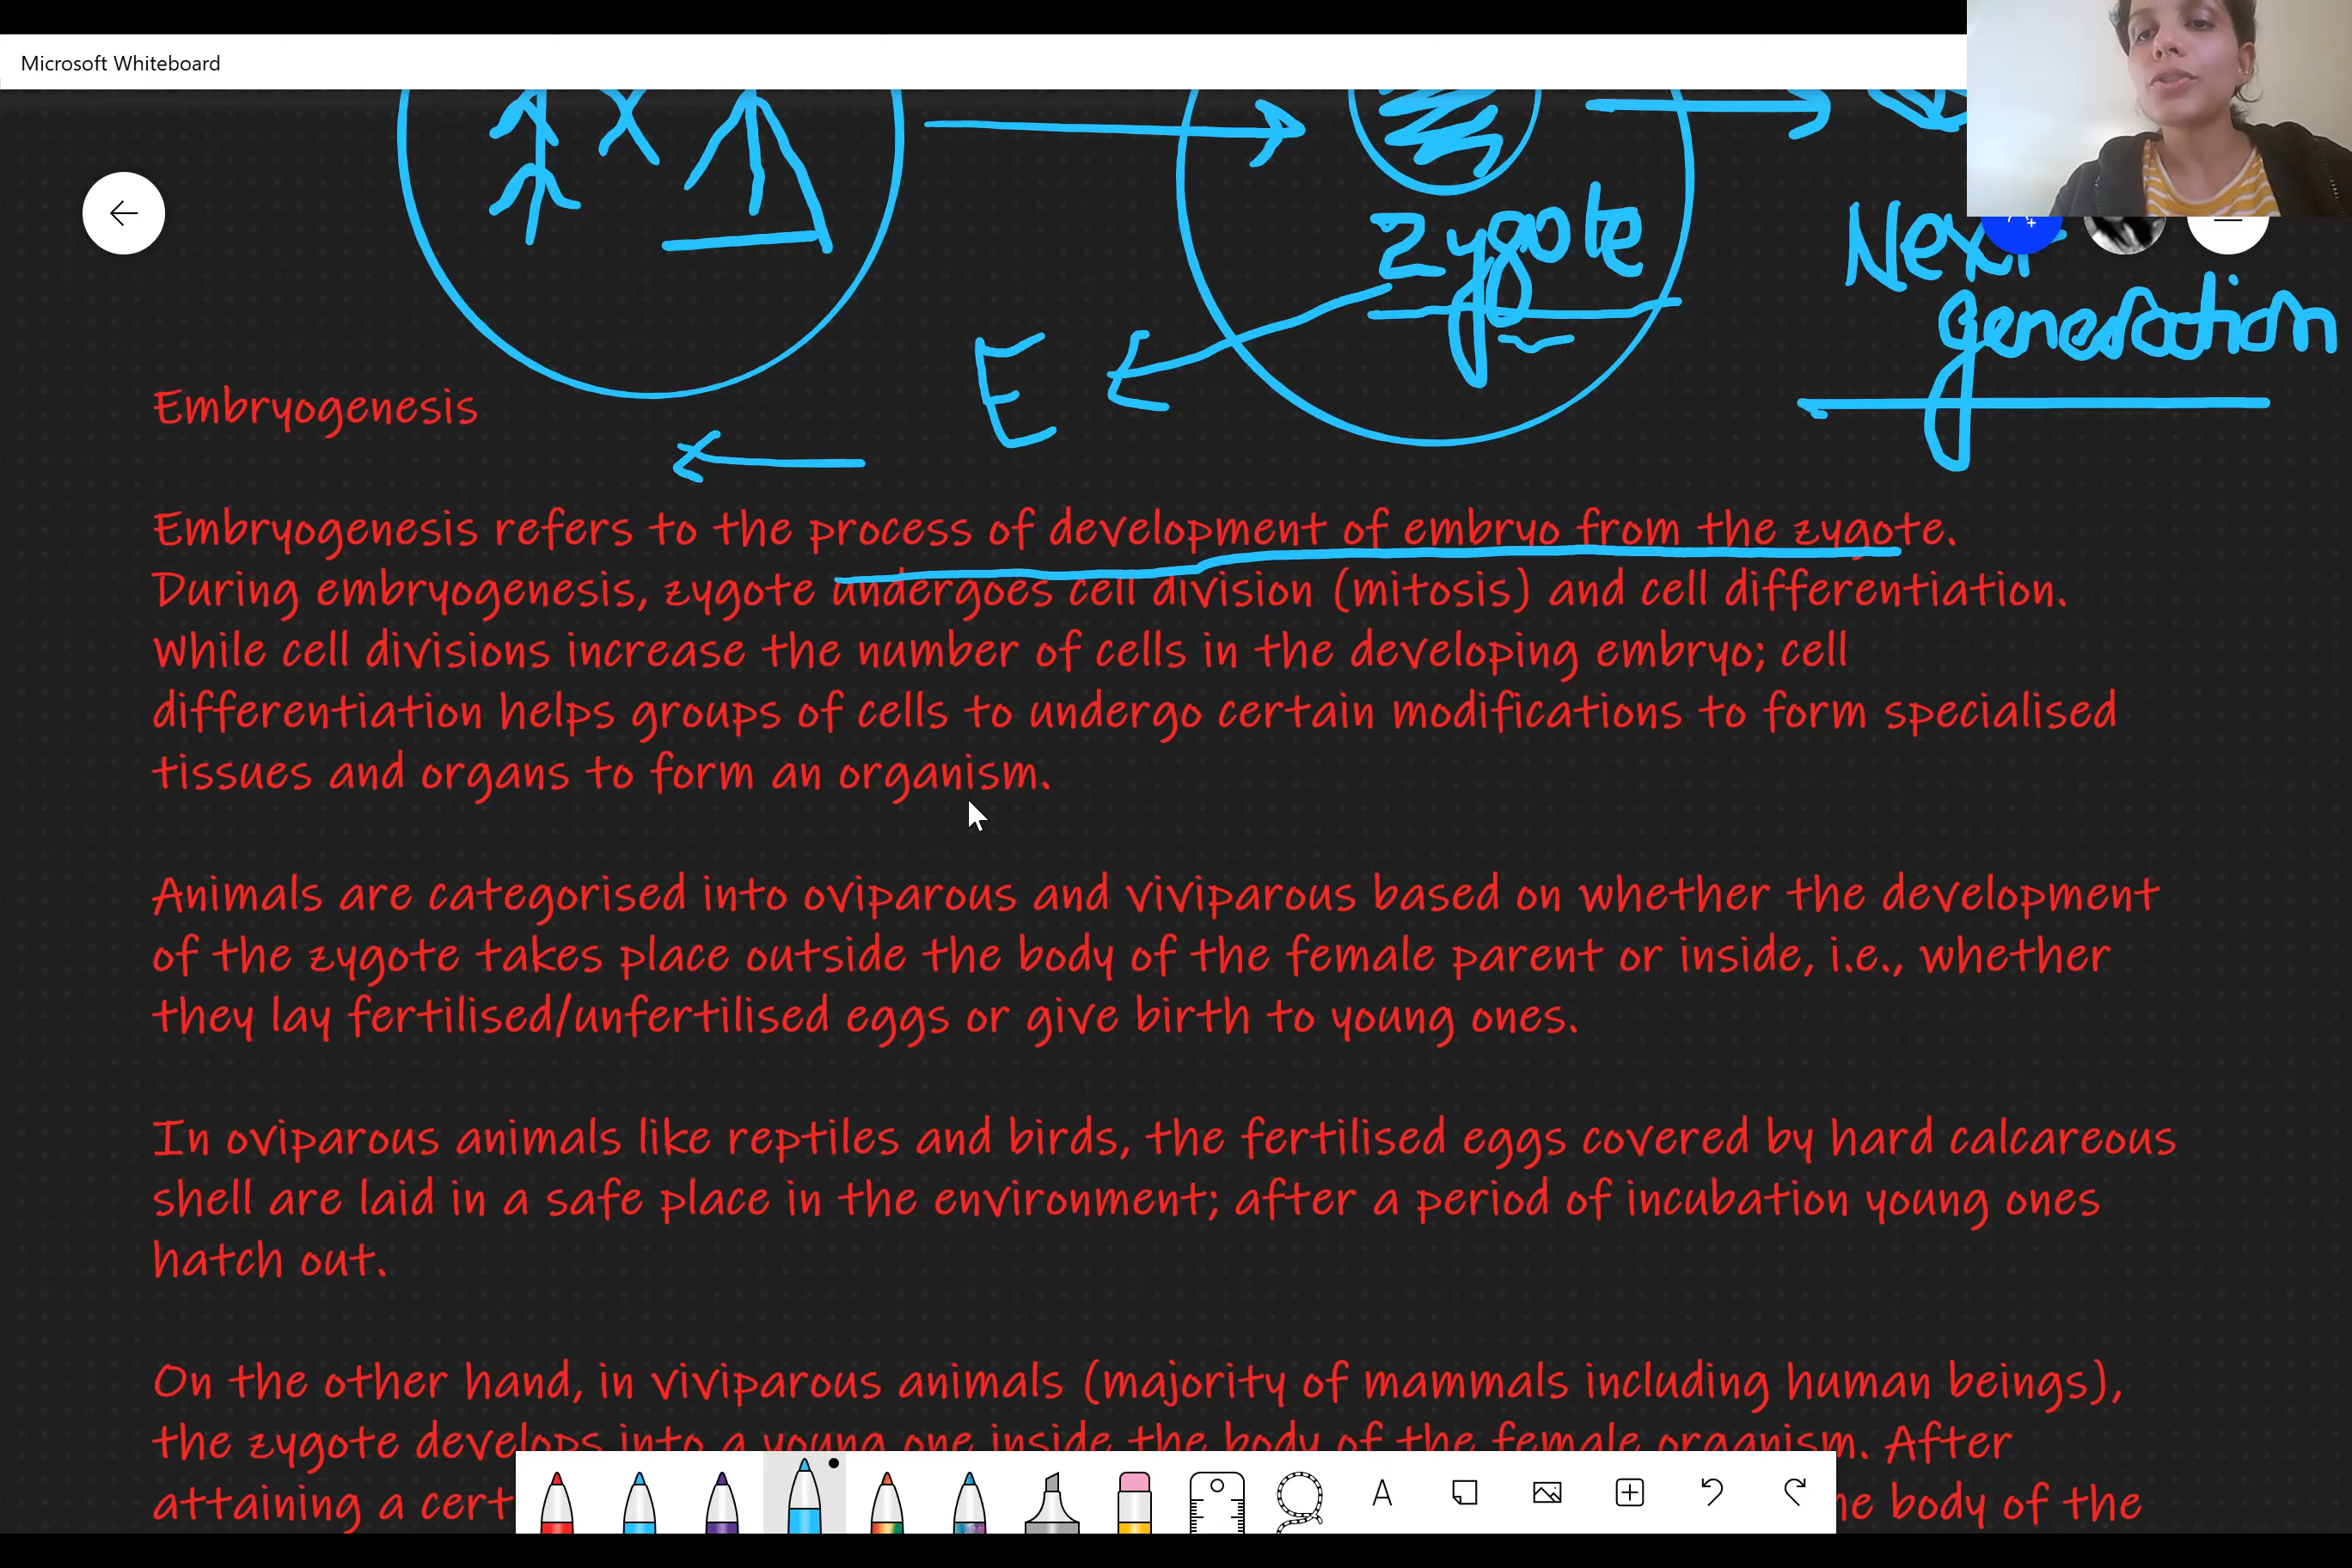 Microsoft Whiteboard
zygote
Next
generation
E
Embryogenesis
Embryogenesis refers to the process of development of embryo from the zygote.
During embryogenesis, zygote undergoes cell division (mitosis) and cell differentiation.
While cell divisions increase the number of cells in the developing embryo; cell
differentiation helps groups of cells to undergo certain modifications to form specialised
tissues and organs to form an organism.
Animals are categorised into oviparous and viviparous based on whether the development
of the zygote takes place outside the body of the female parent or inside, i.e., whether
they lay fertilised/unfertilised eggs or give birth to young ones.
In oviparous animals like reptiles and birds, the fertilised eggs covered by hard calcareous
shell are laid in a safe place in the environment; after a period of incubation young ones
hatch out.
On the other hand, in viviparous animals (majority of mammals including human beings),
the zygote develops into a young one inside the body of the female organism. After
attaining a body of the